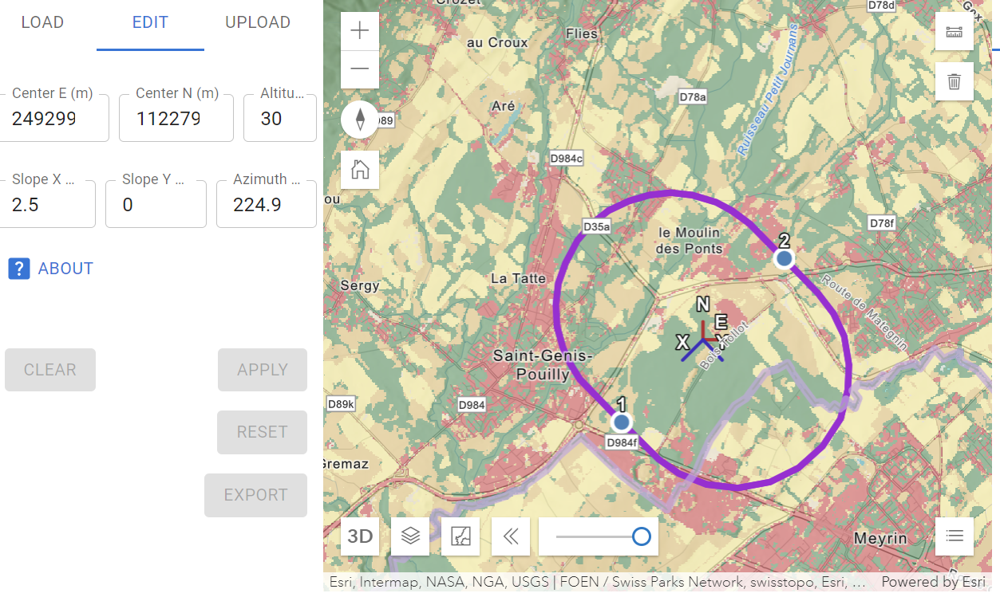 LOAD
EDIT
UPLOAD
Center E (m)
249299
Center N (m)
112279
Altitu...
30
Slope X ...
2.5
Slope Y ...
0
Azimuth ...
224.9
? ABOUT
CLEAR
APPLY
RESET
EXPORT
Crozet
D78d
Gex
Flies
au Croux
D78a
Ruisseau Petit Journans
Aré
D89
D984c
ou
D35a
le Moulin
des Ponts
D78f
2
La Tatte
Sergy
Route de Mategnin
N
E
X
Y
Bois Tollot
Saint-Genis-
Pouilly
D89k
D984
1
D984f
Gremaz
Meyrin
3D
Esri, Intermap, NASA, NGA, USGS | FOEN / Swiss Parks Network, swisstopo, Esri, ...
Powered by Esri